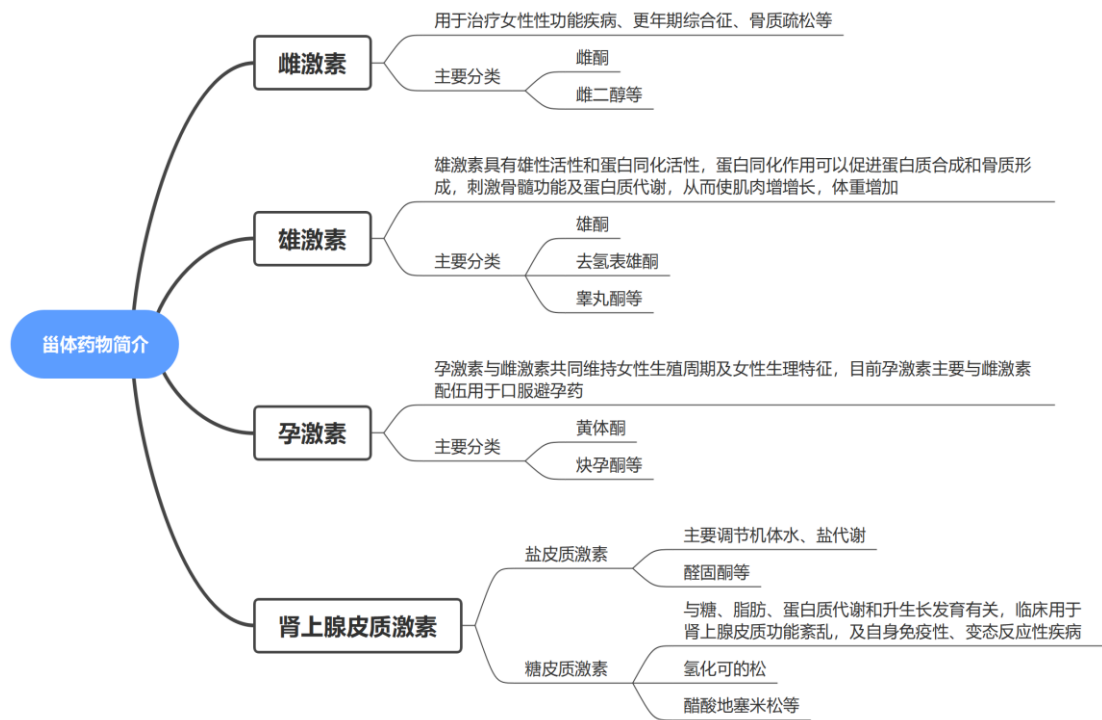 甾体药物简介
雌激素
用于治疗女性性功能疾病、更年期综合征、骨质疏松等
主要分类
雌酮
雌二醇等
雄激素
雄激素具有雄性活性和蛋白同化活性，蛋白同化作用可以促进蛋白质合成和骨质形
成，刺激骨髓功能及蛋白质代谢，从而使肌肉增增长，体重增加
主要分类
雄酮
去氢表雄酮
睾丸酮等
孕激素
孕激素与雌激素共同维持女性生殖周期及女性生理特征，目前孕激素主要与雌激素
配伍用于口服避孕药
主要分类
黄体酮
炔孕酮等
肾上腺皮质激素
盐皮质激素
主要调节机体水、盐代谢
醛固酮等
糖皮质激素
与糖、脂肪、蛋白质代谢和升生长发育有关，临床用于
肾上腺皮质功能紊乱，及自身免疫性、变态反应性疾病
氢化可的松
醋酸地塞米松等